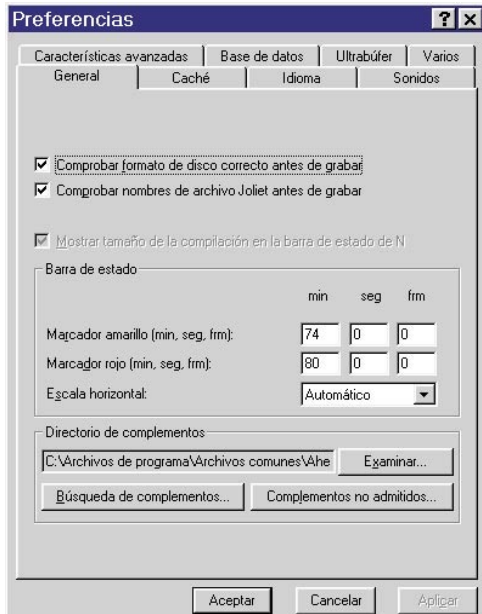 Preferencias
Características avanzadas Base de datos Ultrabúfer Varios
General Caché Idioma Sonidos
Comprobar formato de disco correcto antes de grabar
Comprobar nombres de archivo Joliet antes de grabar
Mostrar tamaño de la compilación en la barra de estado de N
Barra de estado
min seg frm
Marcador amarillo (min, seg, frm): 74 0 0
Marcador rojo (min, seg, frm): 80 0 0
Escala horizontal: Automático
Directorio de complementos
C:\Archivos de programa\Archivos comunes\Ahe Examinar...
Búsqueda de complementos... Complementos no admitidos...
Aceptar Cancelar Aplicar